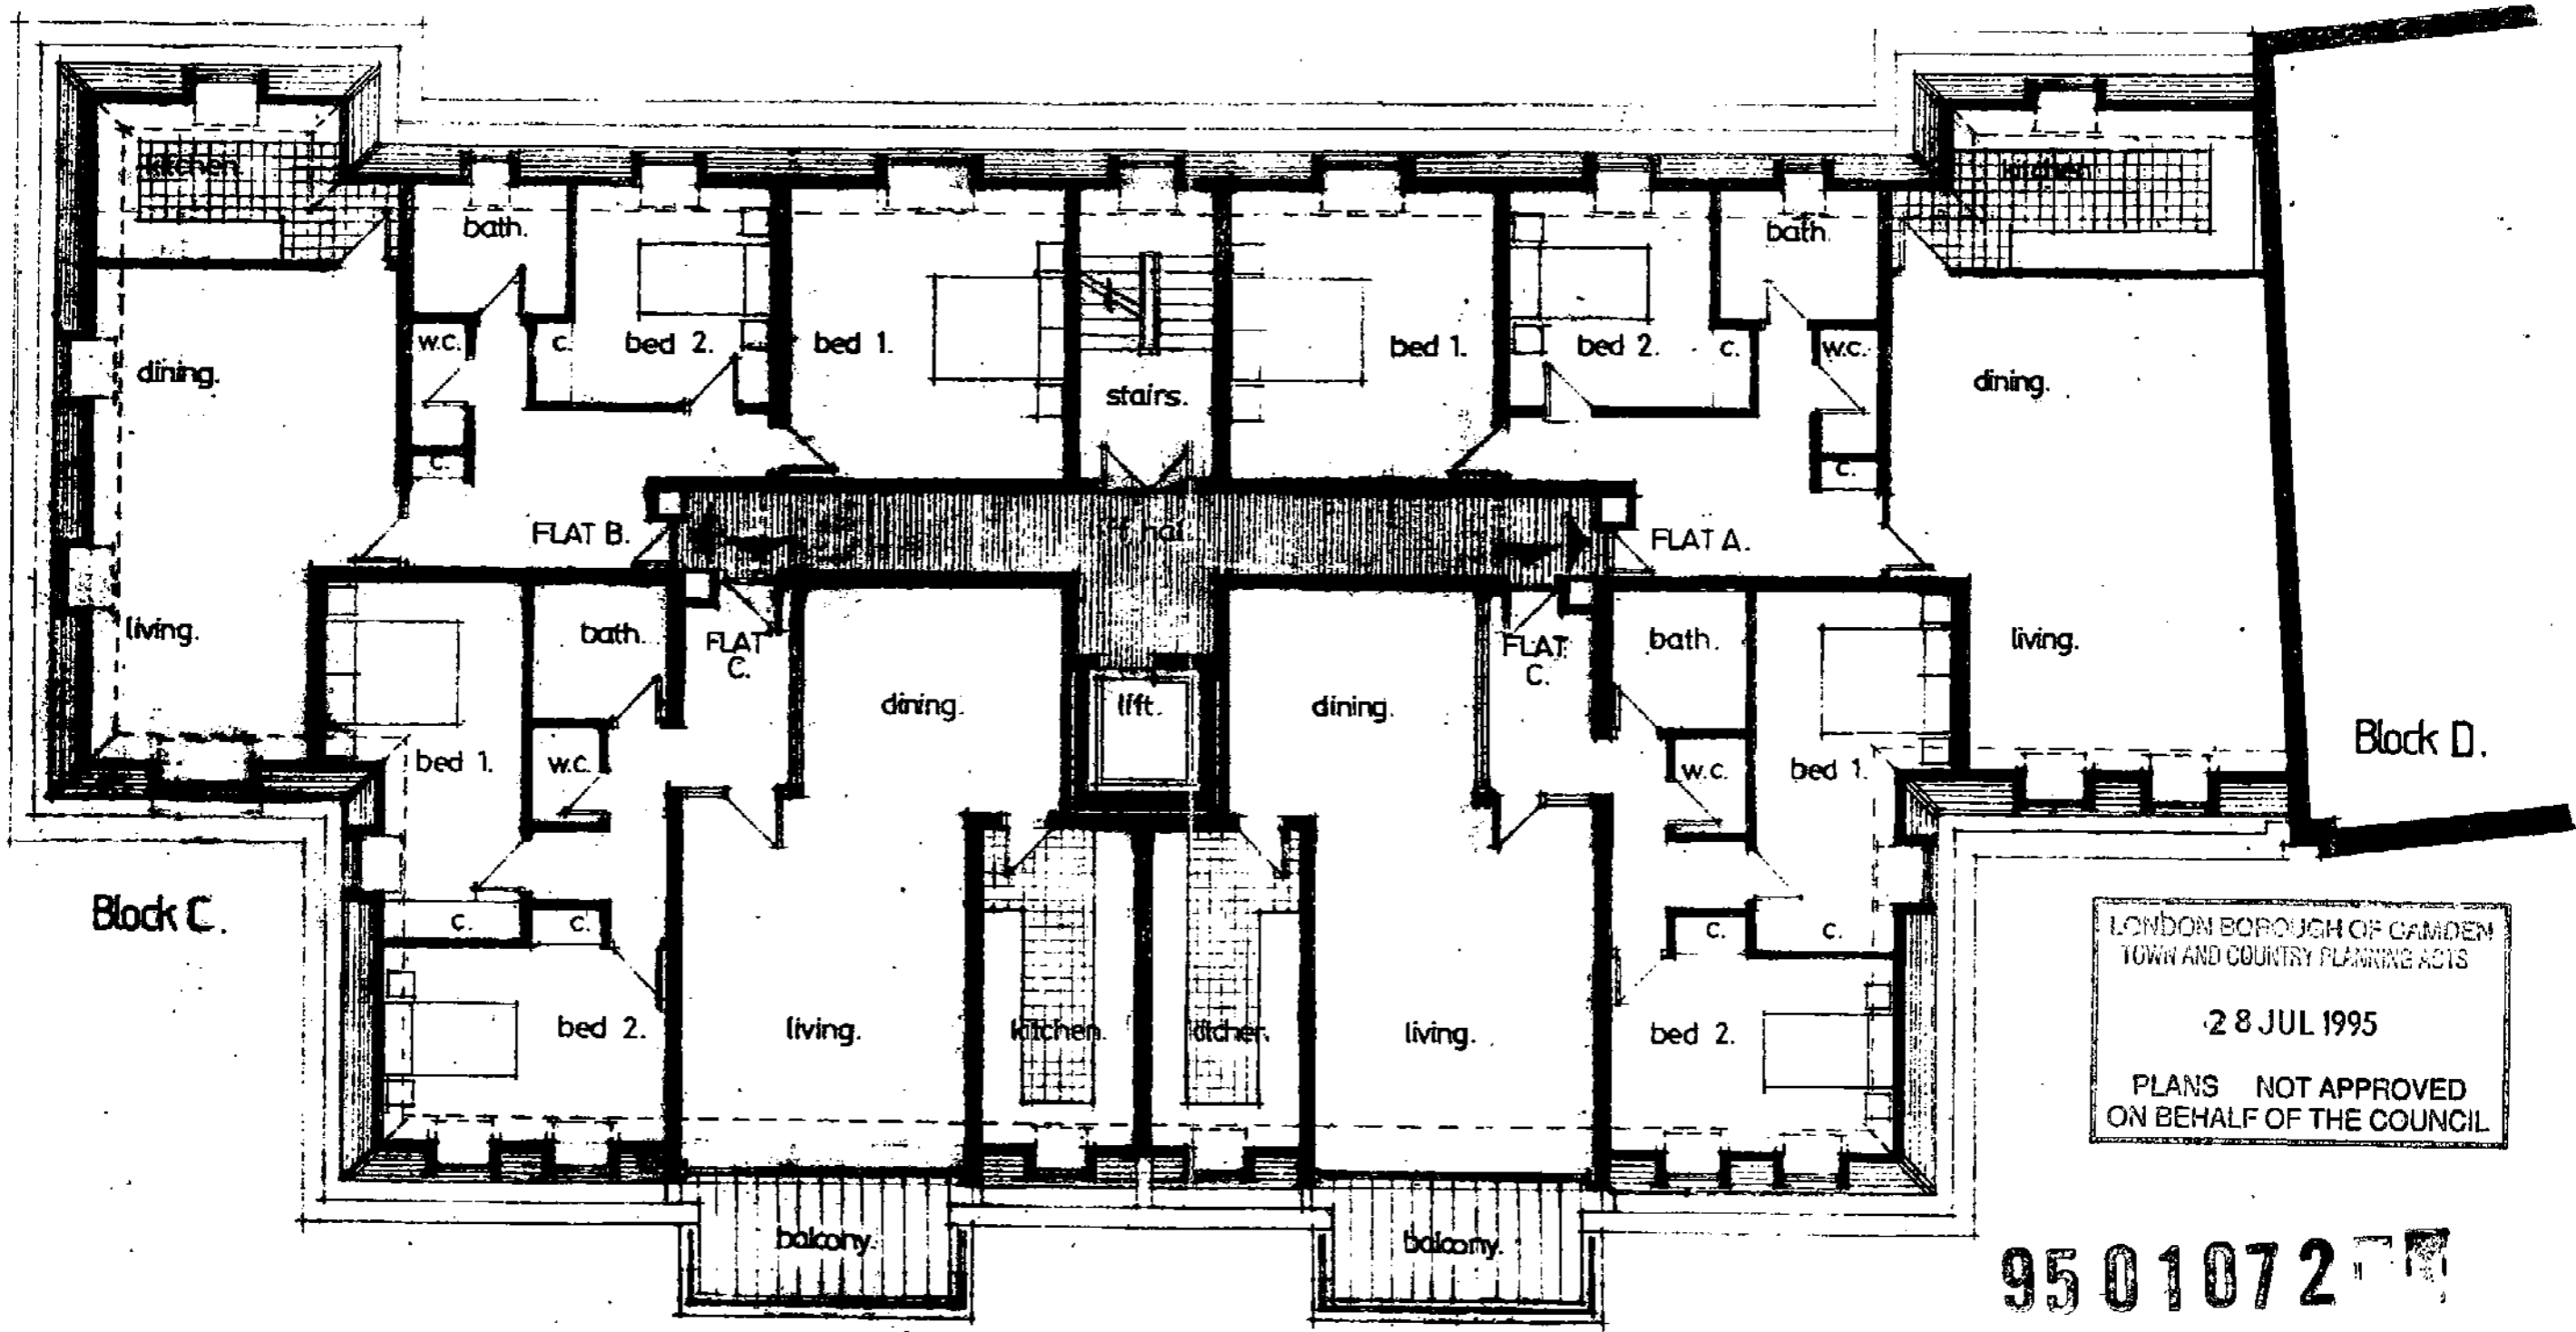 kitchen
kitchen
bath.
bath.
w.c.
c.
bed 2.
bed 1.
bed 1.
bed 2.
c.
w.c.
dining.
stairs.
dining.
c.
c.
FLAT B.
FLAT A.
living.
bath.
FLAT
C.
FLAT
C.
bath.
living.
dining.
lift.
dining.
bed 1.
w.c.
w.c.
bed 1.
Block D.
Block C.
c.
c.
c.
c.
bed 2.
living.
kitchen.
living.
bed 2.
balcony.
balcony.
LONDON BOROUGH OF CAMDEN
TOWN AND COUNTRY PLANNING ACTS
28 JUL 1995
PLANS NOT APPROVED
ON BEHALF OF THE COUNCIL
9501072